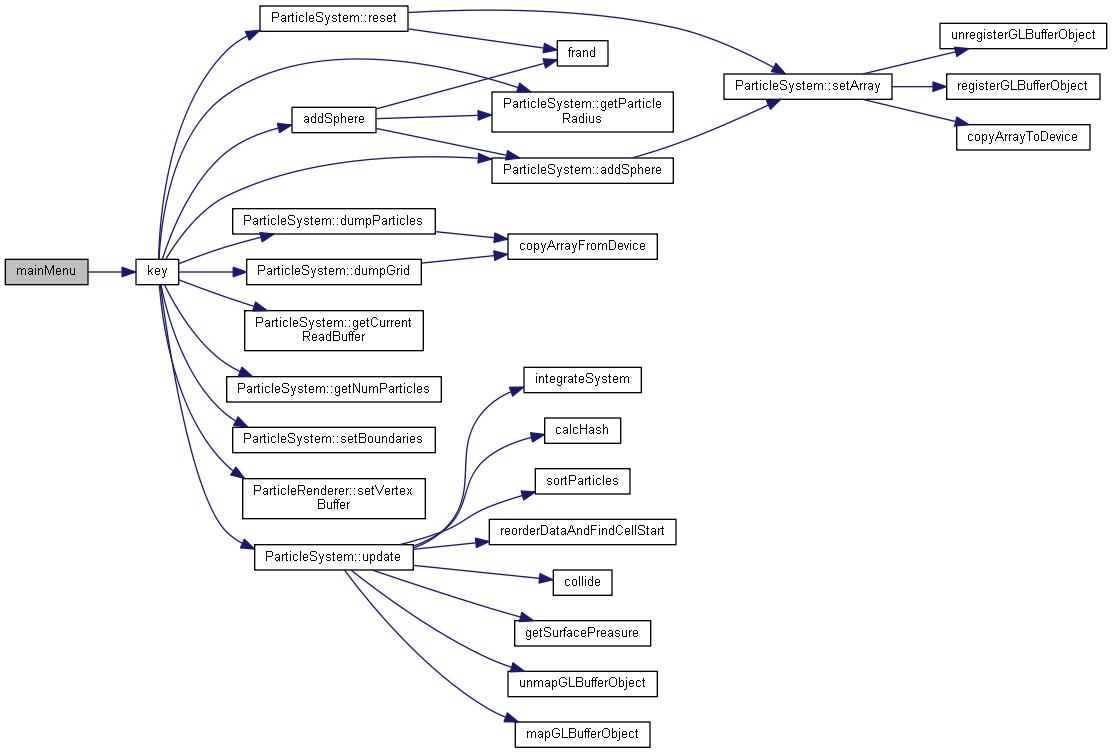 mainMenu
key
ParticleSystem::reset
addSphere
ParticleSystem::dumpParticles
ParticleSystem::dumpGrid
ParticleSystem::getCurrent
ReadBuffer
ParticleSystem::getNumParticles
ParticleSystem::setBoundaries
ParticleRenderer::setVertex
Buffer
ParticleSystem::update
frand
ParticleSystem::getParticle
Radius
ParticleSystem::addSphere
copyArrayFromDevice
integrateSystem
calcHash
sortParticles
reorderDataAndFindCellStart
collide
getSurfacePreasure
unmapGLBufferObject
mapGLBufferObject
ParticleSystem::setArray
unregisterGLBufferObject
registerGLBufferObject
copyArrayToDevice